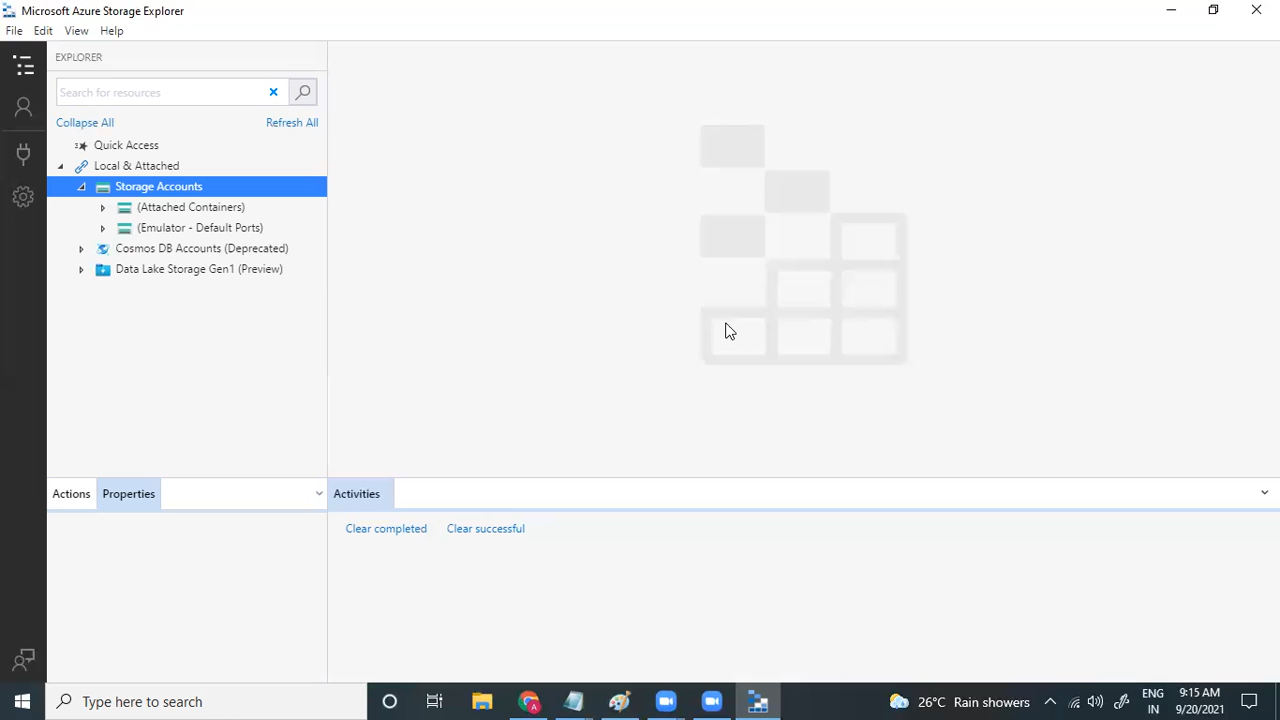 Microsoft Azure Storage Explorer
File Edit View Help
EXPLORER
Search for resources
Collapse All Refresh All
Quick Access
Local & Attached
Storage Accounts
(Attached Containers)
(Emulator - Default Ports)
Cosmos DB Accounts (Deprecated)
Data Lake Storage Gen1 (Preview)
Actions Properties Activities
Clear completed Clear successful
Type here to search
26°C Rain showers
ENG
IN
9:15 AM
9/20/2021